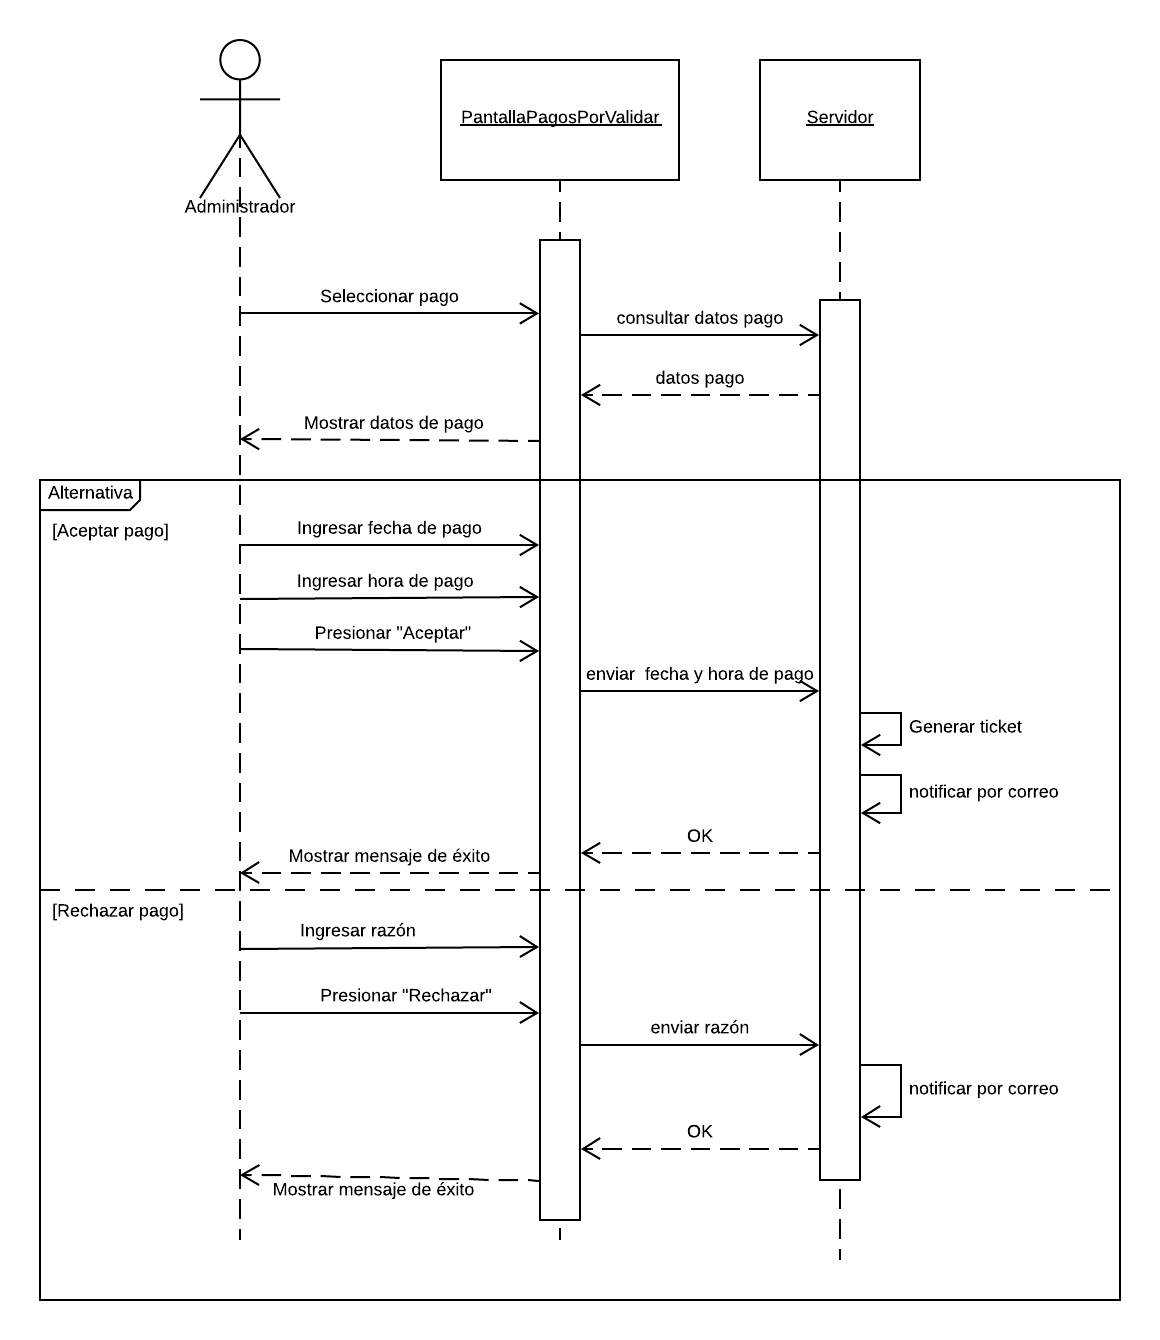 Administrador
PantallaPagosPorValidar
Servidor
Seleccionar pago
consultar datos pago
datos pago
Mostrar datos de pago
Alternativa
[Aceptar pago]
Ingresar fecha de pago
Ingresar hora de pago
Presionar "Aceptar"
enviar  fecha y hora de pago
Generar ticket
notificar por correo
OK
Mostrar mensaje de éxito
[Rechazar pago]
Ingresar razón
Presionar "Rechazar"
enviar razón
notificar por correo
OK
Mostrar mensaje de éxito